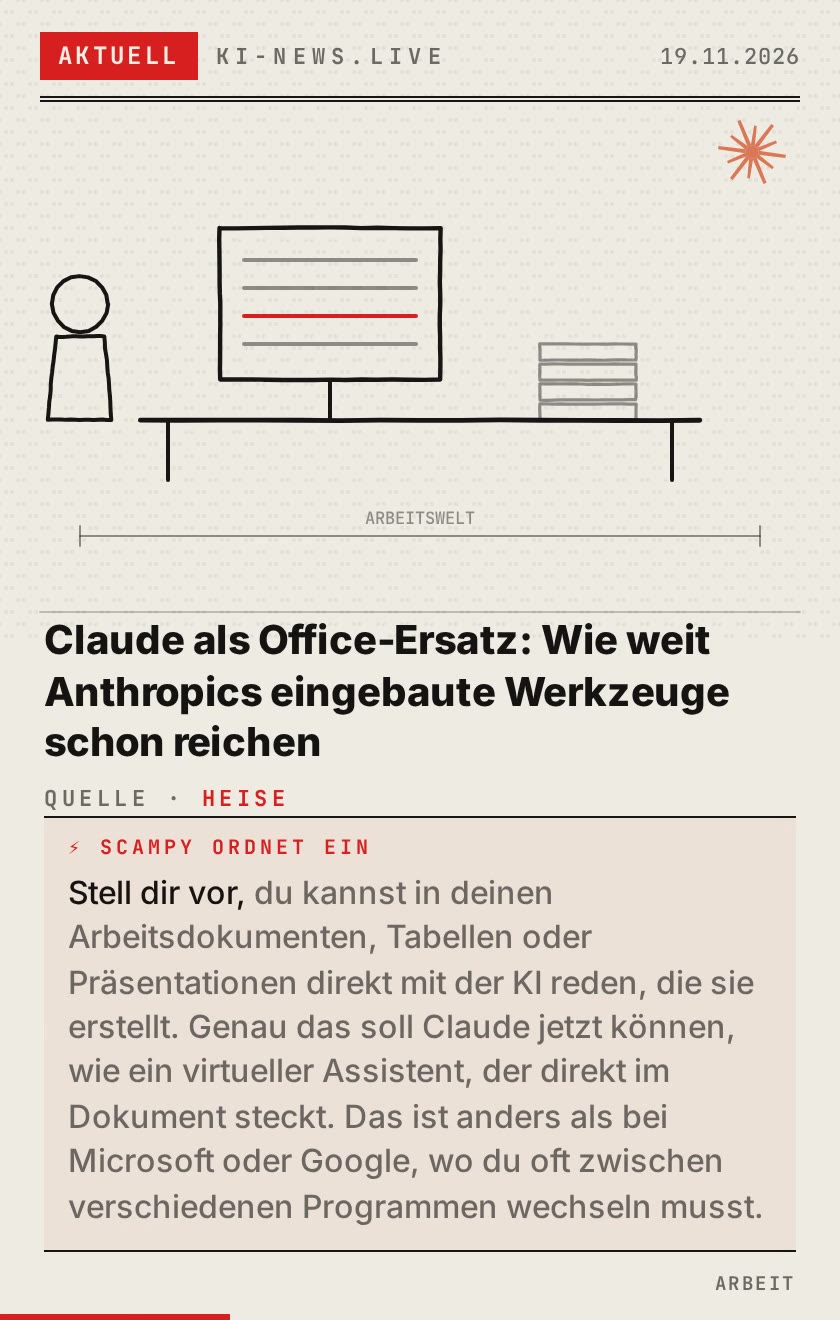 AKTUELL KI-NEWS.LIVE 19.11.2026
ARBEITSWELT
Claude als Office-Ersatz: Wie weit
Anthropics eingebaute Werkzeuge
schon reichen
QUELLE · HEISE
⚡ SCAMPY ORDNET EIN
Stell dir vor, du kannst in deinen
Arbeitsdokumenten, Tabellen oder
Präsentationen direkt mit der KI reden, die sie
erstellt. Genau das soll Claude jetzt können,
wie ein virtueller Assistent, der direkt im
Dokument steckt. Das ist anders als bei
Microsoft oder Google, wo du oft zwischen
verschiedenen Programmen wechseln musst.
ARBEIT